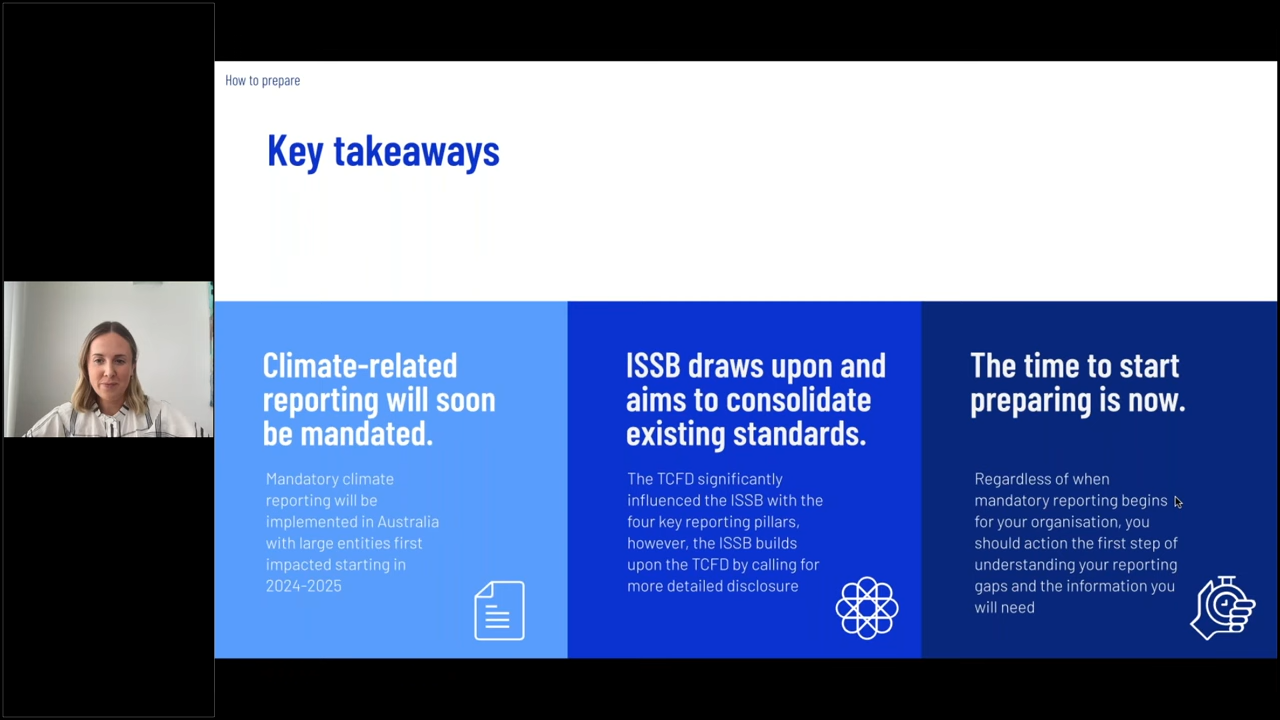 How to prepare
Key takeaways
Climate-related
reporting will soon
be mandated.
Mandatory climate
reporting will be
implemented in Australia
with large entities first
impacted starting in
2024-2025
ISSB draws upon and
aims to consolidate
existing standards.
The TCFD significantly
influenced the ISSB with the
four key reporting pillars,
however, the ISSB builds
upon the TCFD by calling for
more detailed disclosure
The time to start
preparing is now.
Regardless of when
mandatory reporting begins
for your organisation, you
should action the first step of
understanding your reporting
gaps and the information you
will need